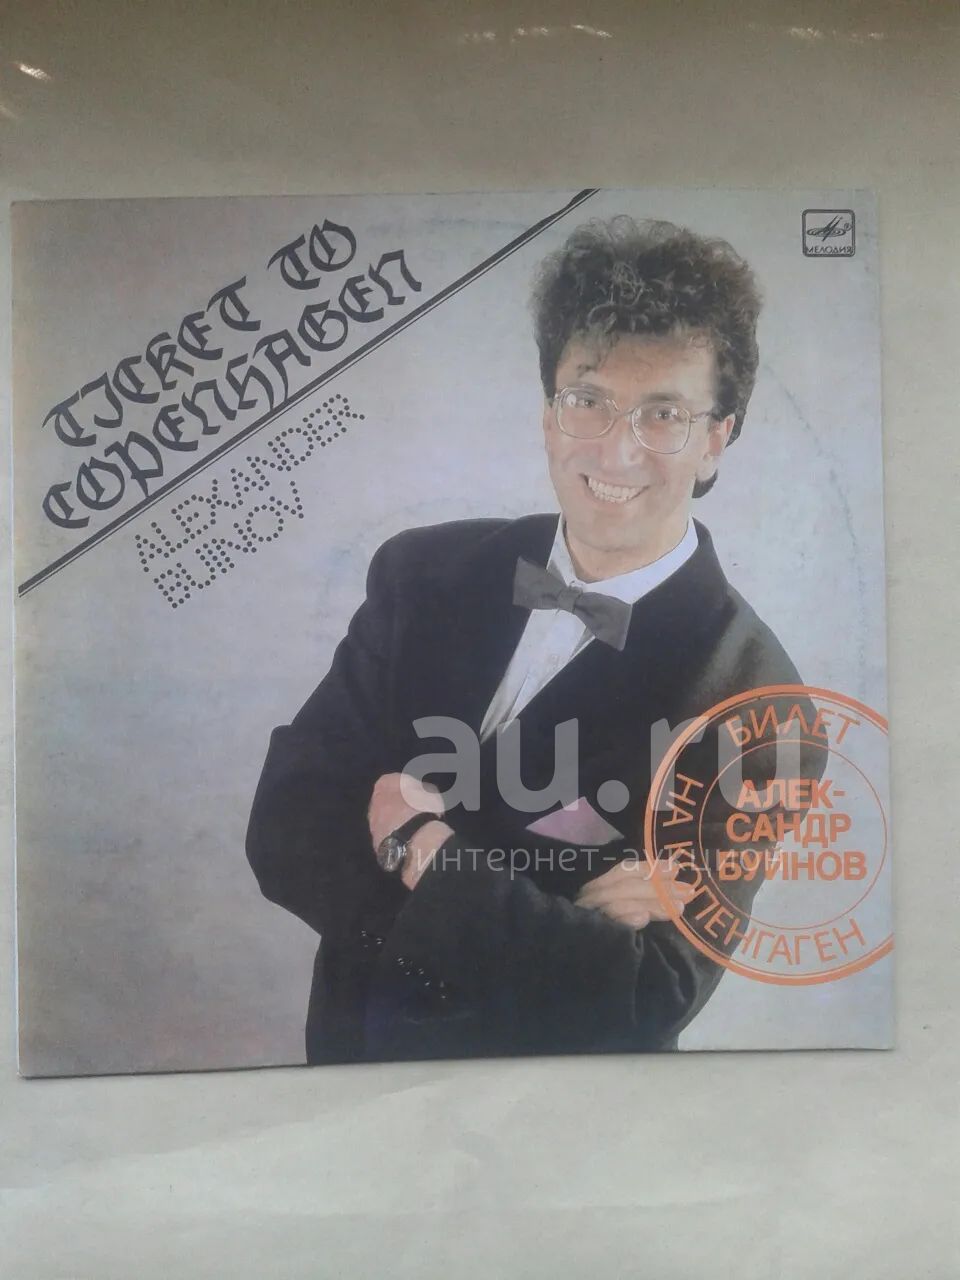 TICKET TO
COPENHAGEN
ALEXANDER
BUINOV
МЕЛОДИЯ
БИЛЕТ
НА КОПЕНГАГЕН
АЛЕК-
САНДР
БУЙНОВ
au.ru
интернет-аукцион